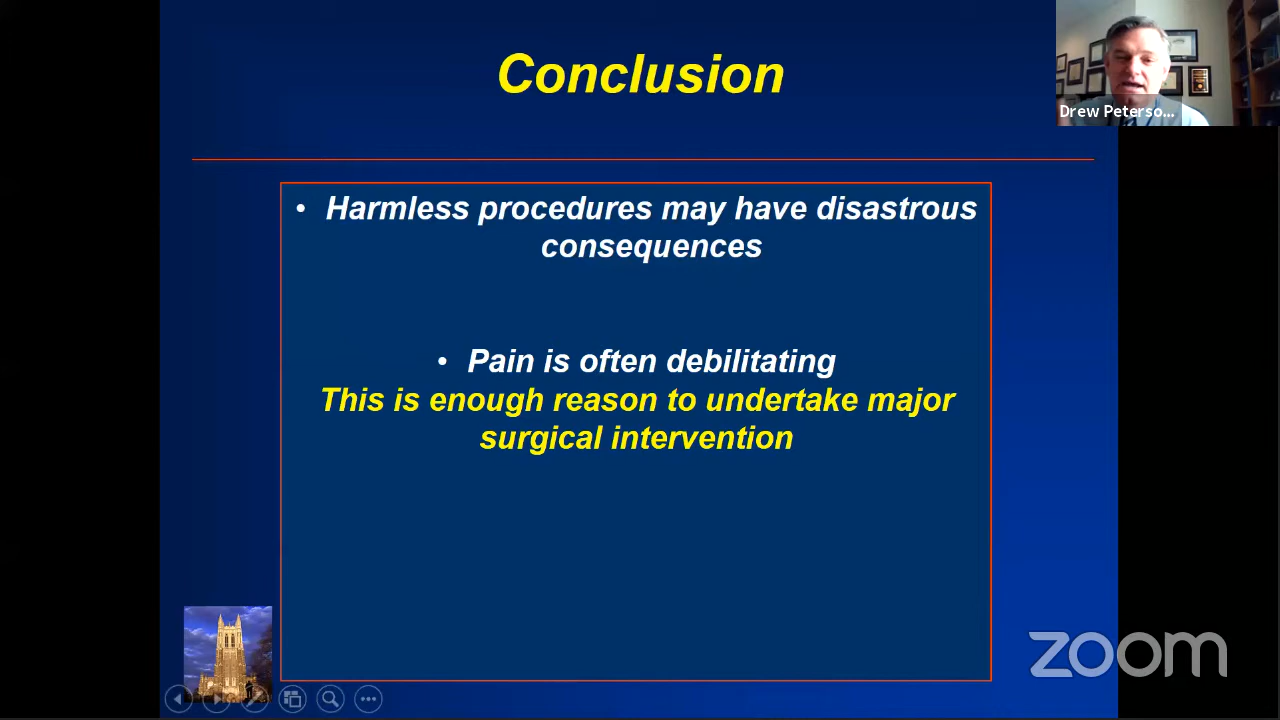 Conclusion
Drew Peterso...
• Harmless procedures may have disastrous
consequences
• Pain is often debilitating
This is enough reason to undertake major
surgical intervention
zoom